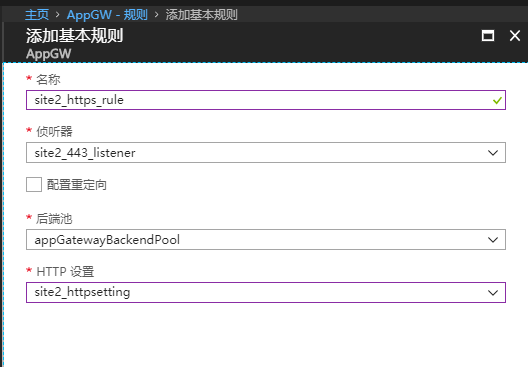 主页 > AppGW - 规则 > 添加基本规则
添加基本规则
AppGW
* 名称
site2_https_rule
* 侦听器
site2_443_listener
配置重定向
* 后端池
appGatewayBackendPool
* HTTP 设置
site2_httpsetting